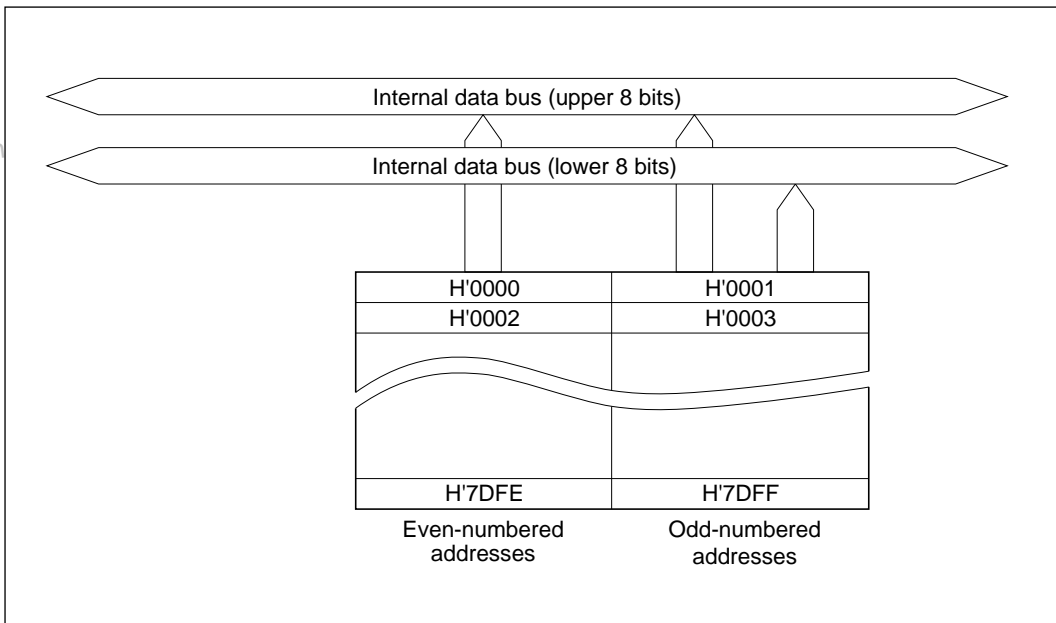 Internal data bus (upper 8 bits)
Internal data bus (lower 8 bits)
H'0000 H'0001
H'0002 H'0003
H'7DFE H'7DFF
Even-numbered Odd-numbered
addresses addresses